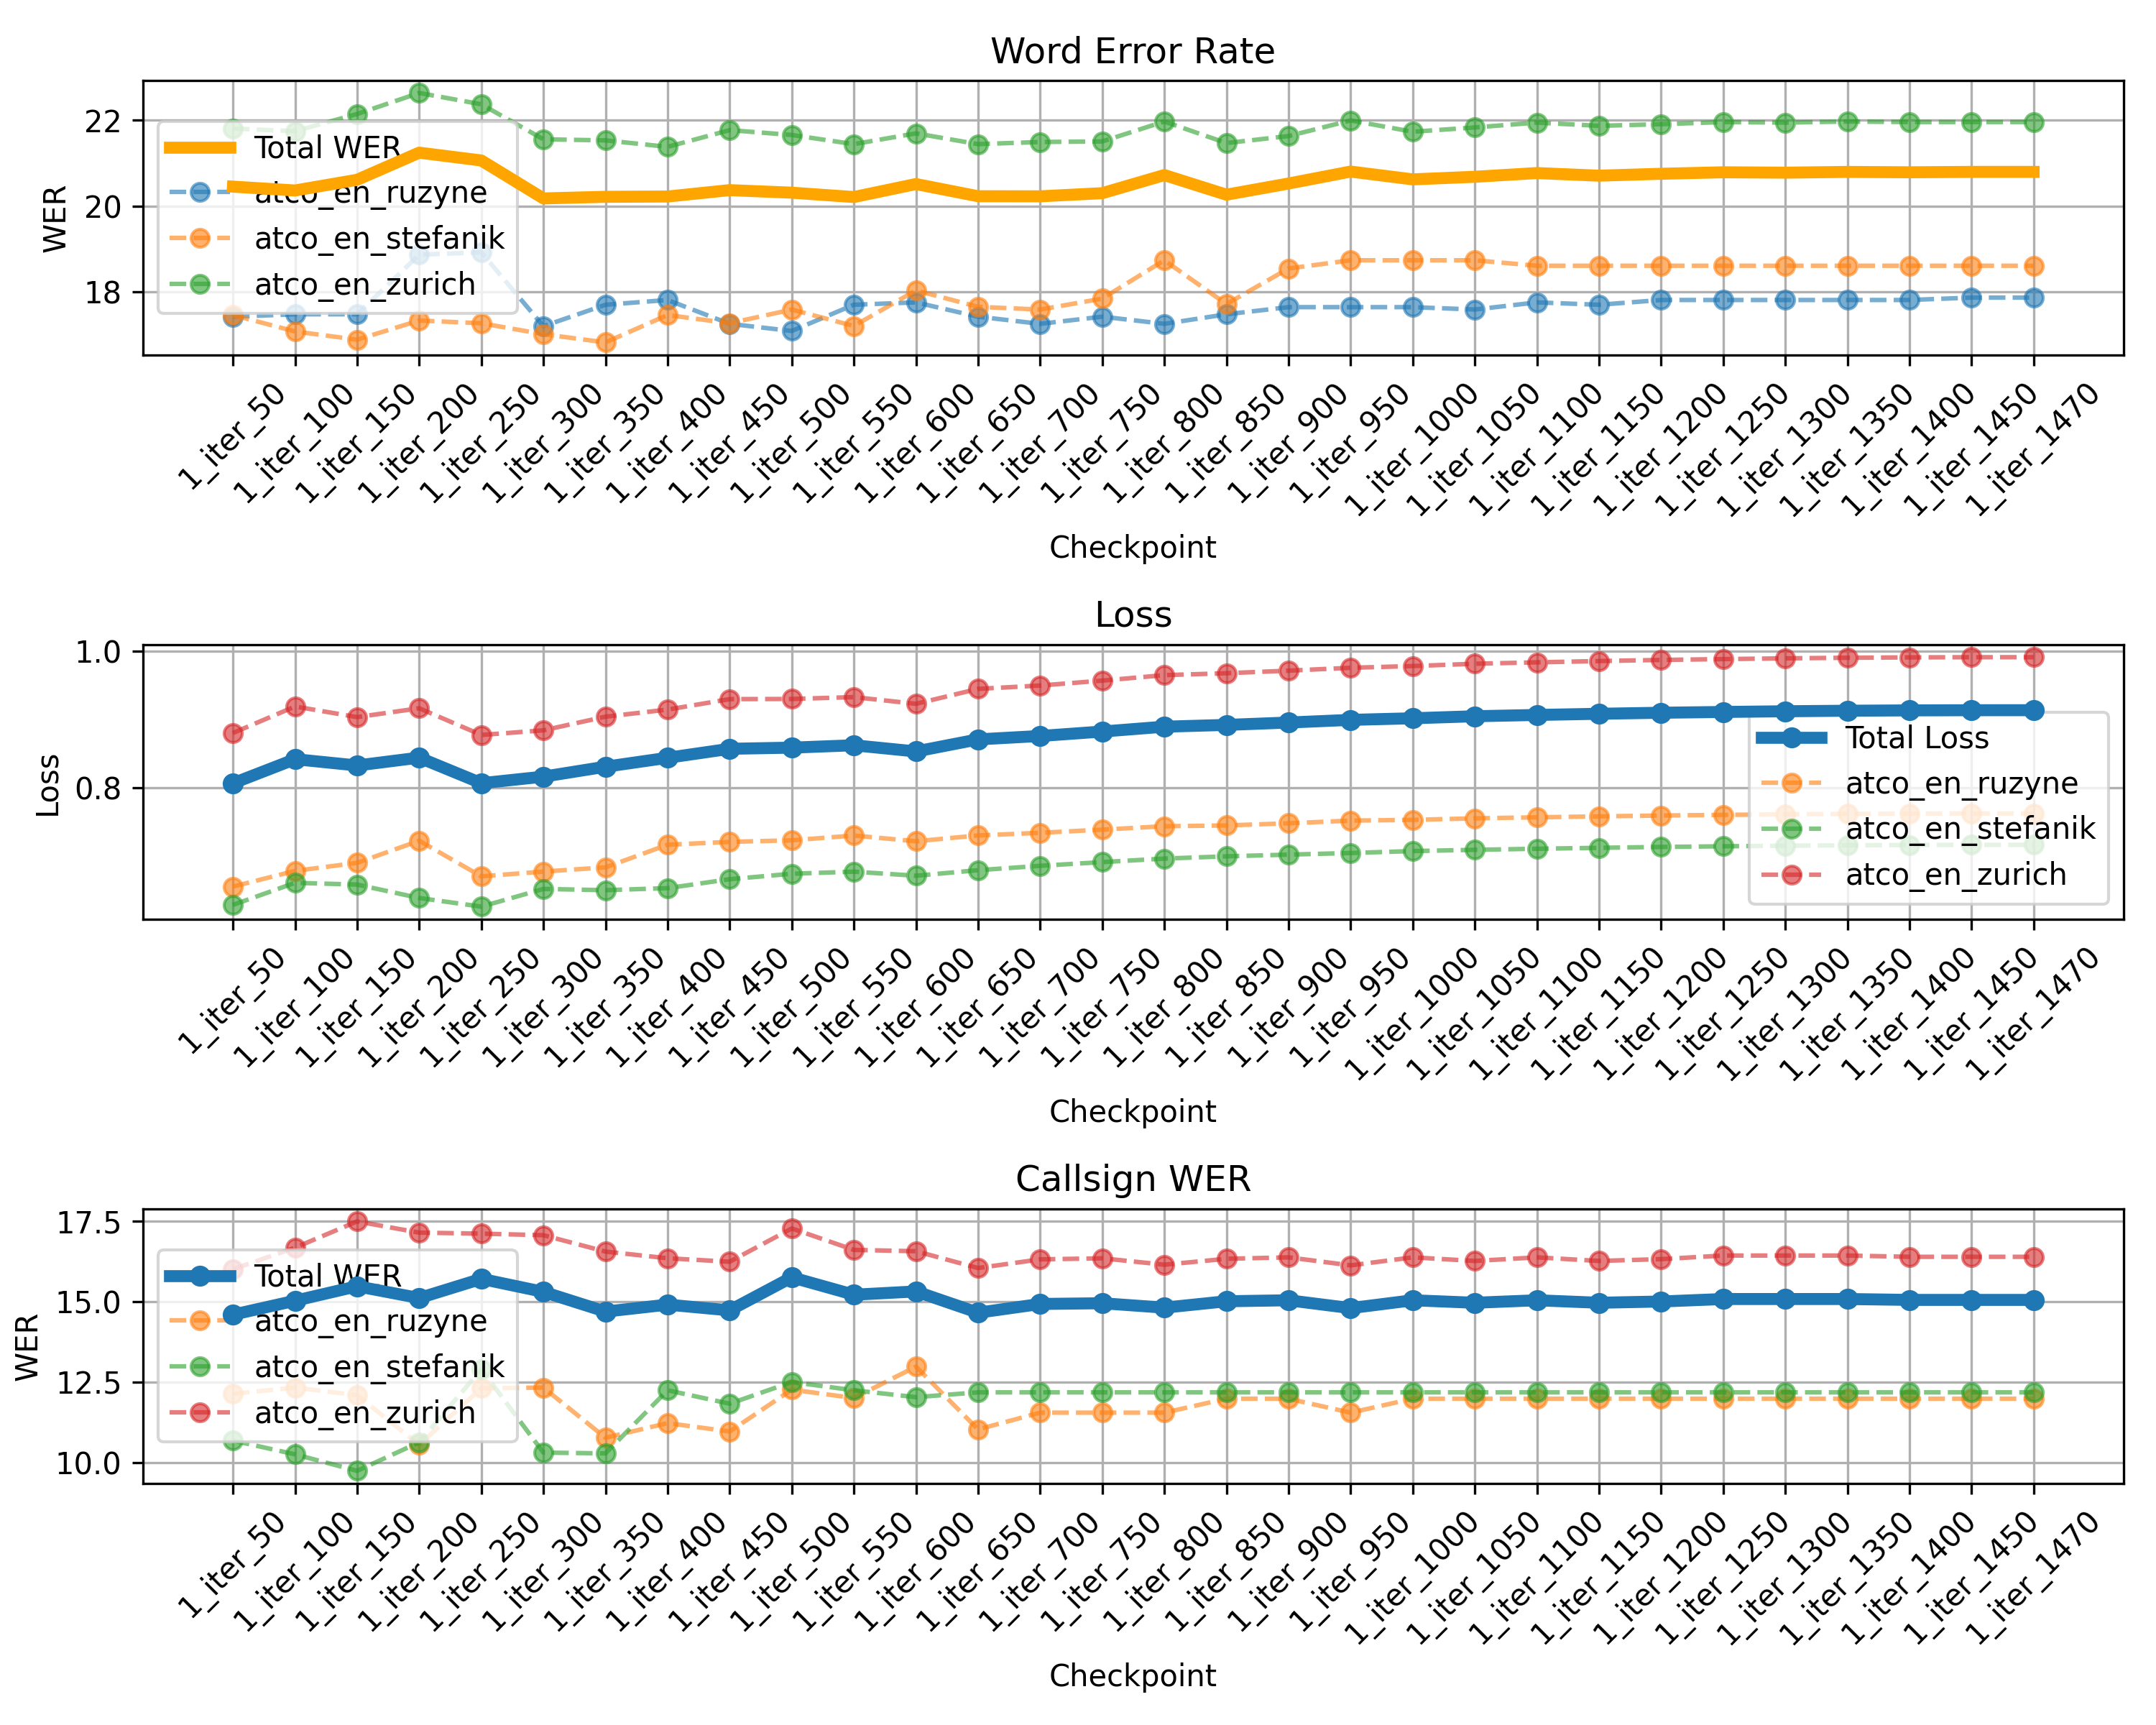 Word Error Rate
WER
22
20
18
Total WER
atco_en_ruzyne
atco_en_stefanik
atco_en_zurich
1_iter_50
1_iter_100
1_iter_150
1_iter_200
1_iter_250
1_iter_300
1_iter_350
1_iter_400
1_iter_450
1_iter_500
1_iter_550
1_iter_600
1_iter_650
1_iter_700
1_iter_750
1_iter_800
1_iter_850
1_iter_900
1_iter_950
1_iter_1000
1_iter_1050
1_iter_1100
1_iter_1150
1_iter_1200
1_iter_1250
1_iter_1300
1_iter_1350
1_iter_1400
1_iter_1450
1_iter_1470
Checkpoint
Loss
Loss
1.0
0.8
Total Loss
atco_en_ruzyne
atco_en_stefanik
atco_en_zurich
1_iter_50
1_iter_100
1_iter_150
1_iter_200
1_iter_250
1_iter_300
1_iter_350
1_iter_400
1_iter_450
1_iter_500
1_iter_550
1_iter_600
1_iter_650
1_iter_700
1_iter_750
1_iter_800
1_iter_850
1_iter_900
1_iter_950
1_iter_1000
1_iter_1050
1_iter_1100
1_iter_1150
1_iter_1200
1_iter_1250
1_iter_1300
1_iter_1350
1_iter_1400
1_iter_1450
1_iter_1470
Checkpoint
Callsign WER
WER
17.5
15.0
12.5
10.0
Total WER
atco_en_ruzyne
atco_en_stefanik
atco_en_zurich
1_iter_50
1_iter_100
1_iter_150
1_iter_200
1_iter_250
1_iter_300
1_iter_350
1_iter_400
1_iter_450
1_iter_500
1_iter_550
1_iter_600
1_iter_650
1_iter_700
1_iter_750
1_iter_800
1_iter_850
1_iter_900
1_iter_950
1_iter_1000
1_iter_1050
1_iter_1100
1_iter_1150
1_iter_1200
1_iter_1250
1_iter_1300
1_iter_1350
1_iter_1400
1_iter_1450
1_iter_1470
Checkpoint